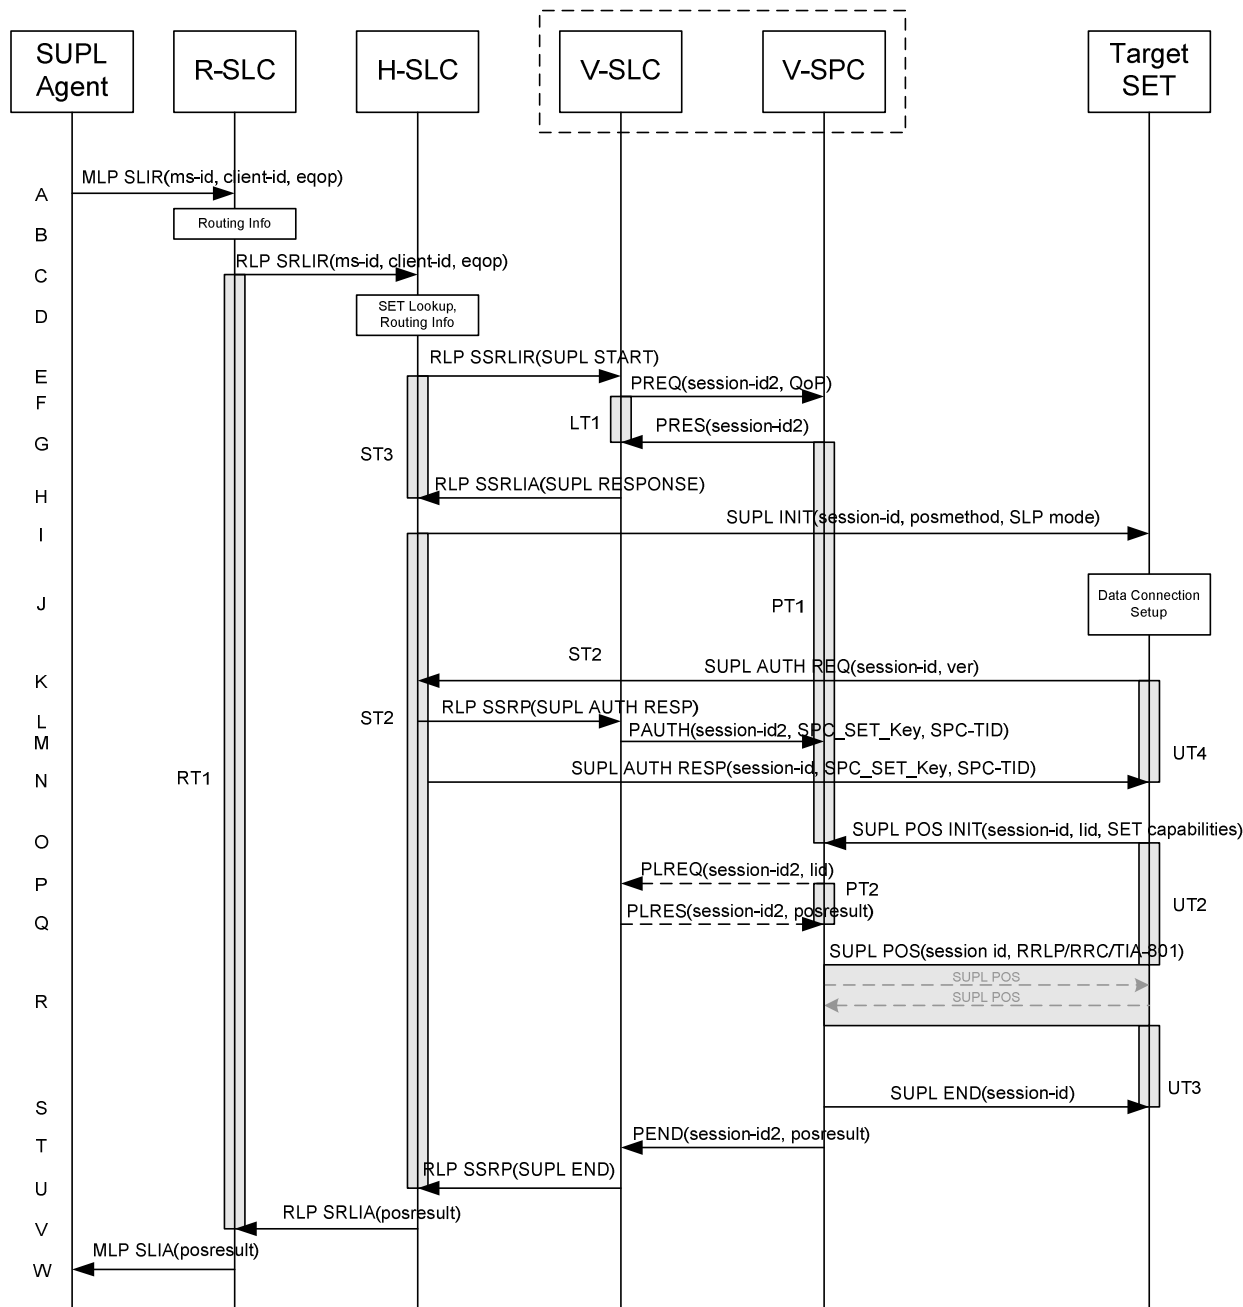 SUPL
Agent
R-SLC
H-SLC
V-SLC
V-SPC
Target
SET
A
MLP SLIR(ms-id, client-id, eqop)
B
Routing Info
C
RLP SRLIR(ms-id, client-id, eqop)
D
SET Lookup,
Routing Info
RLP SSRLIR(SUPL START)
E
PREQ(session-id2, QoP)
F
LT1
PRES(session-id2)
G
ST3
H
RLP SSRLIA(SUPL RESPONSE)
SUPL INIT(session-id, posmethod, SLP mode)
I
J
PT1
Data Connection
Setup
ST2
SUPL AUTH REQ(session-id, ver)
K
RLP SSRP(SUPL AUTH RESP)
L
ST2
M
PAUTH(session-id2, SPC_SET_Key, SPC-TID)
UT4
SUPL AUTH RESP(session-id, SPC_SET_Key, SPC-TID)
N
RT1
O
SUPL POS INIT(session-id, lid, SET capabilities)
PLREQ(session-id2, lid)
P
PT2
PLRES(session-id2, posresult)
Q
UT2
SUPL POS(session id, RRLP/RRC/TIA-801)
SUPL POS
R
SUPL POS
UT3
SUPL END(session-id)
S
PEND(session-id2, posresult)
T
RLP SSRP(SUPL END)
U
RLP SRLIA(posresult)
V
MLP SLIA(posresult)
W